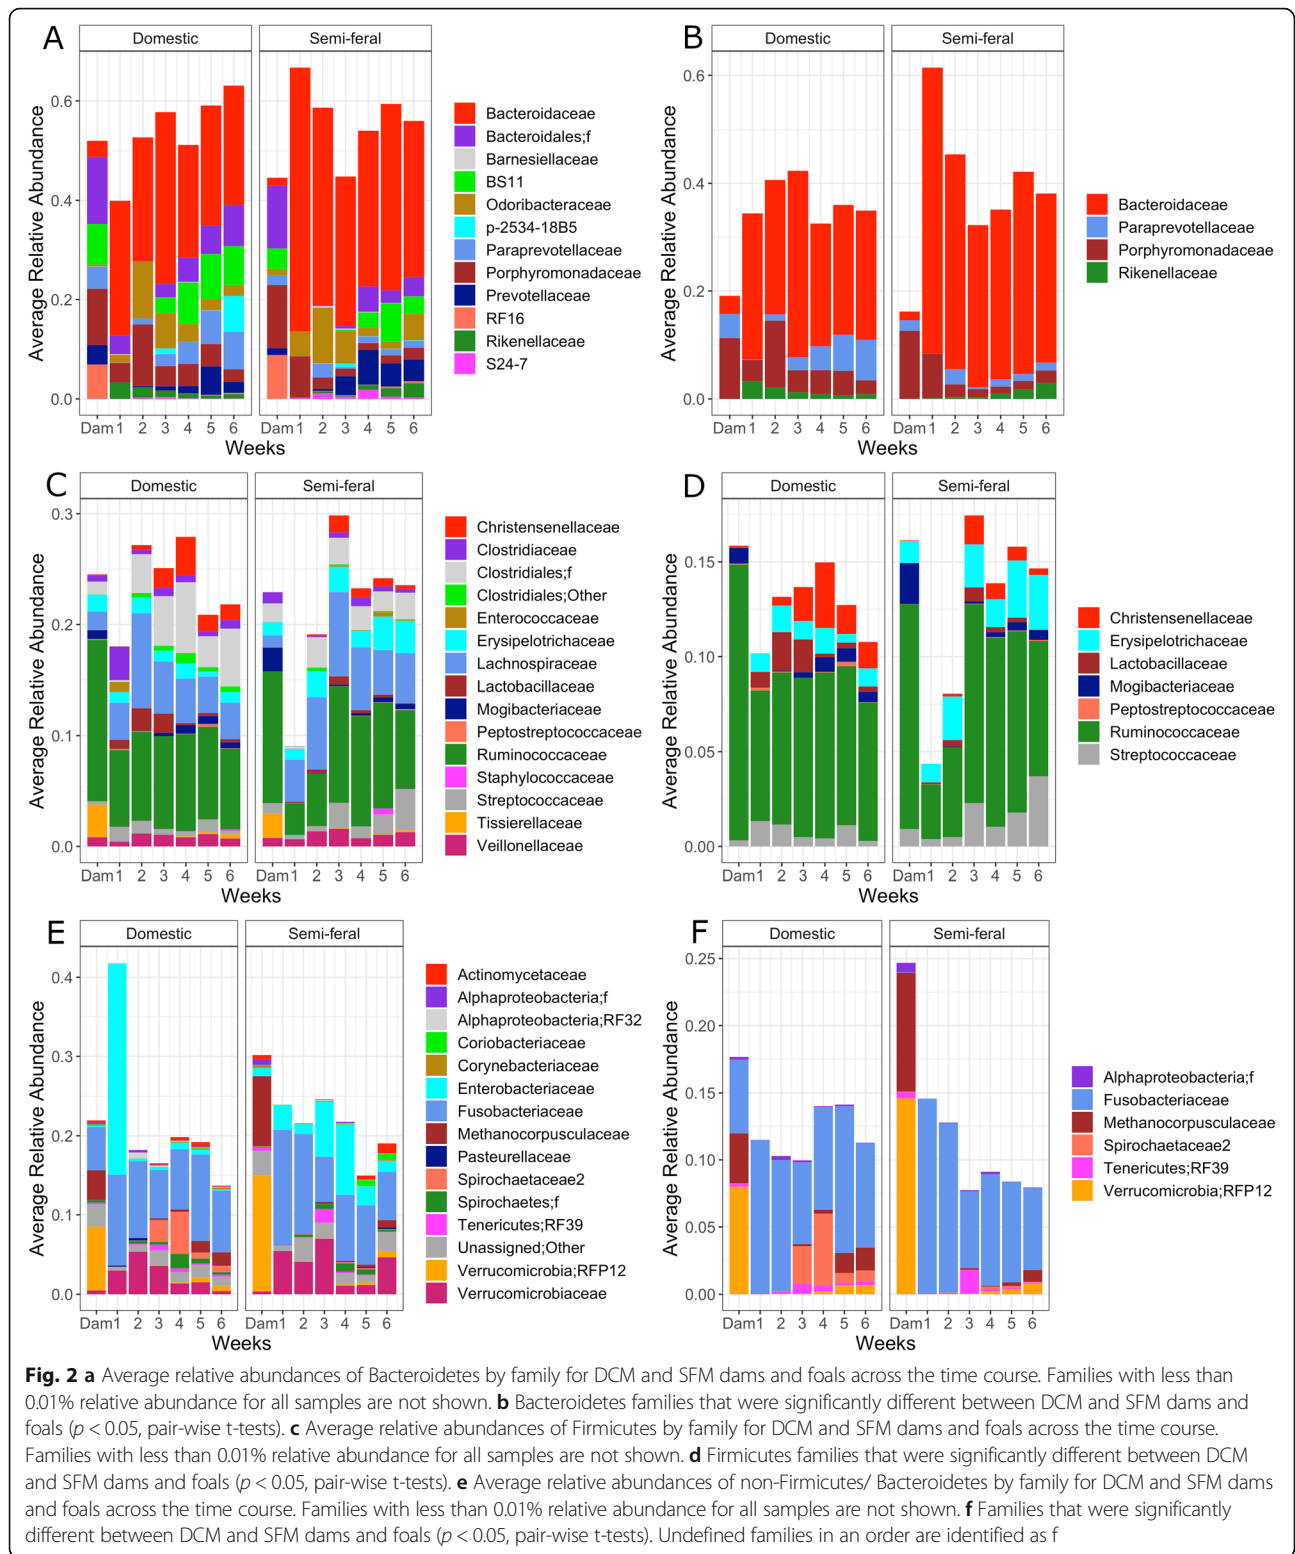 A
Domestic
Semi-feral
Average Relative Abundance
0.6
0.4
0.2
0.0
Dam 1 2 3 4 5 6
Dam 1 2 3 4 5 6
Weeks
Bacteroidaceae
Bacteroidales;f
Barnesiellaceae
BS11
Odoribacteraceae
p-2534-18B5
Paraprevotellaceae
Porphyromonadaceae
Prevotellaceae
RF16
Rikenellaceae
S24-7
B
Domestic
Semi-feral
Average Relative Abundance
0.6
0.4
0.2
0.0
Dam 1 2 3 4 5 6
Dam 1 2 3 4 5 6
Weeks
Bacteroidaceae
Paraprevotellaceae
Porphyromonadaceae
Rikenellaceae
C
Domestic
Semi-feral
Average Relative Abundance
0.3
0.2
0.1
0.0
Dam 1 2 3 4 5 6
Dam 1 2 3 4 5 6
Weeks
Christensenellaceae
Clostridiaceae
Clostridiales;f
Clostridiales;Other
Enterococcaceae
Erysipelotrichaceae
Lachnospiraceae
Lactobacillaceae
Mogibacteriaceae
Peptostreptococcaceae
Ruminococcaceae
Staphylococcaceae
Streptococcaceae
Tissierellaceae
Veillonellaceae
D
Domestic
Semi-feral
Average Relative Abundance
0.15
0.10
0.05
0.00
Dam 1 2 3 4 5 6
Dam 1 2 3 4 5 6
Weeks
Christensenellaceae
Erysipelotrichaceae
Lactobacillaceae
Mogibacteriaceae
Peptostreptococcaceae
Ruminococcaceae
Streptococcaceae
E
Domestic
Semi-feral
Average Relative Abundance
0.4
0.3
0.2
0.1
0.0
Dam 1 2 3 4 5 6
Dam 1 2 3 4 5 6
Weeks
Actinomycetaceae
Alphaproteobacteria;f
Alphaproteobacteria;RF32
Coriobacteriaceae
Corynebacteriaceae
Enterobacteriaceae
Fusobacteriaceae
Methanocorpusculaceae
Pasteurellaceae
Spirochaetaceae2
Spirochaetes;f
Tenericutes;RF39
Unassigned;Other
Verrucomicrobia;RFP12
Verrucomicrobiaceae
F
Domestic
Semi-feral
Average Relative Abundance
0.25
0.20
0.15
0.10
0.05
0.00
Dam 1 2 3 4 5 6
Dam 1 2 3 4 5 6
Weeks
Alphaproteobacteria;f
Fusobacteriaceae
Methanocorpusculaceae
Spirochaetaceae2
Tenericutes;RF39
Verrucomicrobia;RFP12
Fig. 2 a Average relative abundances of Bacteroidetes by family for DCM and SFM dams and foals across the time course. Families with less than
0.01% relative abundance for all samples are not shown. b Bacteroidetes families that were significantly different between DCM and SFM dams and
foals (p < 0.05, pair-wise t-tests). c Average relative abundances of Firmicutes by family for DCM and SFM dams and foals across the time course.
Families with less than 0.01% relative abundance for all samples are not shown. d Firmicutes families that were significantly different between DCM
and SFM dams and foals (p < 0.05, pair-wise t-tests). e Average relative abundances of non-Firmicutes/ Bacteroidetes by family for DCM and SFM dams
and foals across the time course. Families with less than 0.01% relative abundance for all samples are not shown. f Families that were significantly
different between DCM and SFM dams and foals (p < 0.05, pair-wise t-tests). Undefined families in an order are identified as f